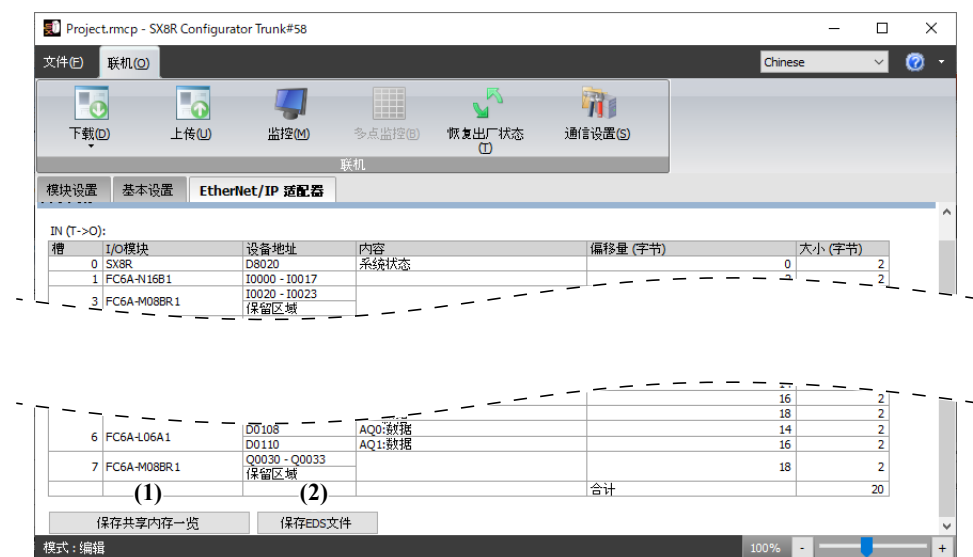 Project.rmcp - SX8R Configurator Trunk#58
文件(F) 联机(O) Chinese
下载(D) 上传(U) 监控(M) 多点监控(B) 恢复出厂状态(T) 通信设置(S)
联机
模块设置 基本设置 EtherNet/IP 适配器
IN (T->O):
槽 I/O模块 设备地址 内容 偏移量 (字节) 大小 (字节)
0 SX8R D8020 系统状态 0 2
1 FC6A-N16B1 I0000 - I0017 2
3 FC6A-M08BR1 I0020 - I0023
保留区域
16 2
18 2
6 FC6A-L06A1 D0108 AQ0:数据 14 2
D0110 AQ1:数据 16 2
7 FC6A-M08BR1 Q0030 - Q0033 18 2
保留区域
合计 20
(1) (2)
保存共享内存一览 保存EDS文件
模式 : 编辑 100% - +